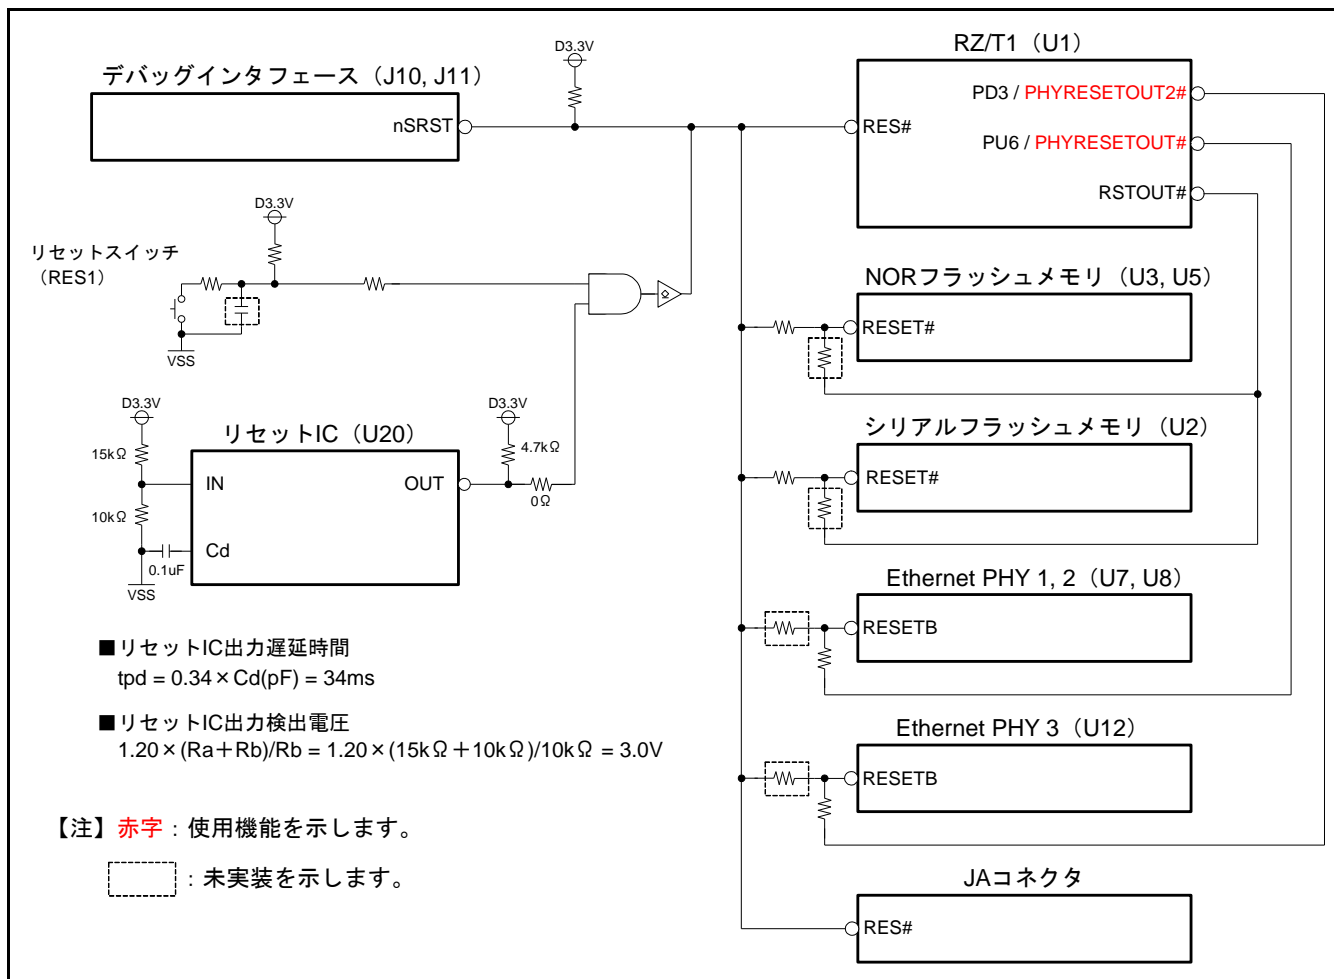 D3.3V
デバッグインタフェース（J10, J11）
nSRST
RZ/T1（U1）
PD3 / PHYRESETOUT2#
RES#
PU6 / PHYRESETOUT#
RSTOUT#
D3.3V
リセットスイッチ
（RES1）
VSS
NORフラッシュメモリ（U3, U5）
RESET#
D3.3V
15kΩ
10kΩ
0.1uF
VSS
リセットIC（U20）
IN
OUT
Cd
D3.3V
4.7kΩ
0Ω
シリアルフラッシュメモリ（U2）
RESET#
Ethernet PHY 1, 2（U7, U8）
RESETB
■リセットIC出力遅延時間
tpd = 0.34×Cd(pF) = 34ms
■リセットIC出力検出電圧
1.20×(Ra＋Rb)/Rb = 1.20×(15kΩ＋10kΩ)/10kΩ = 3.0V
Ethernet PHY 3（U12）
RESETB
【注】赤字：使用機能を示します。
：未実装を示します。
JAコネクタ
RES#